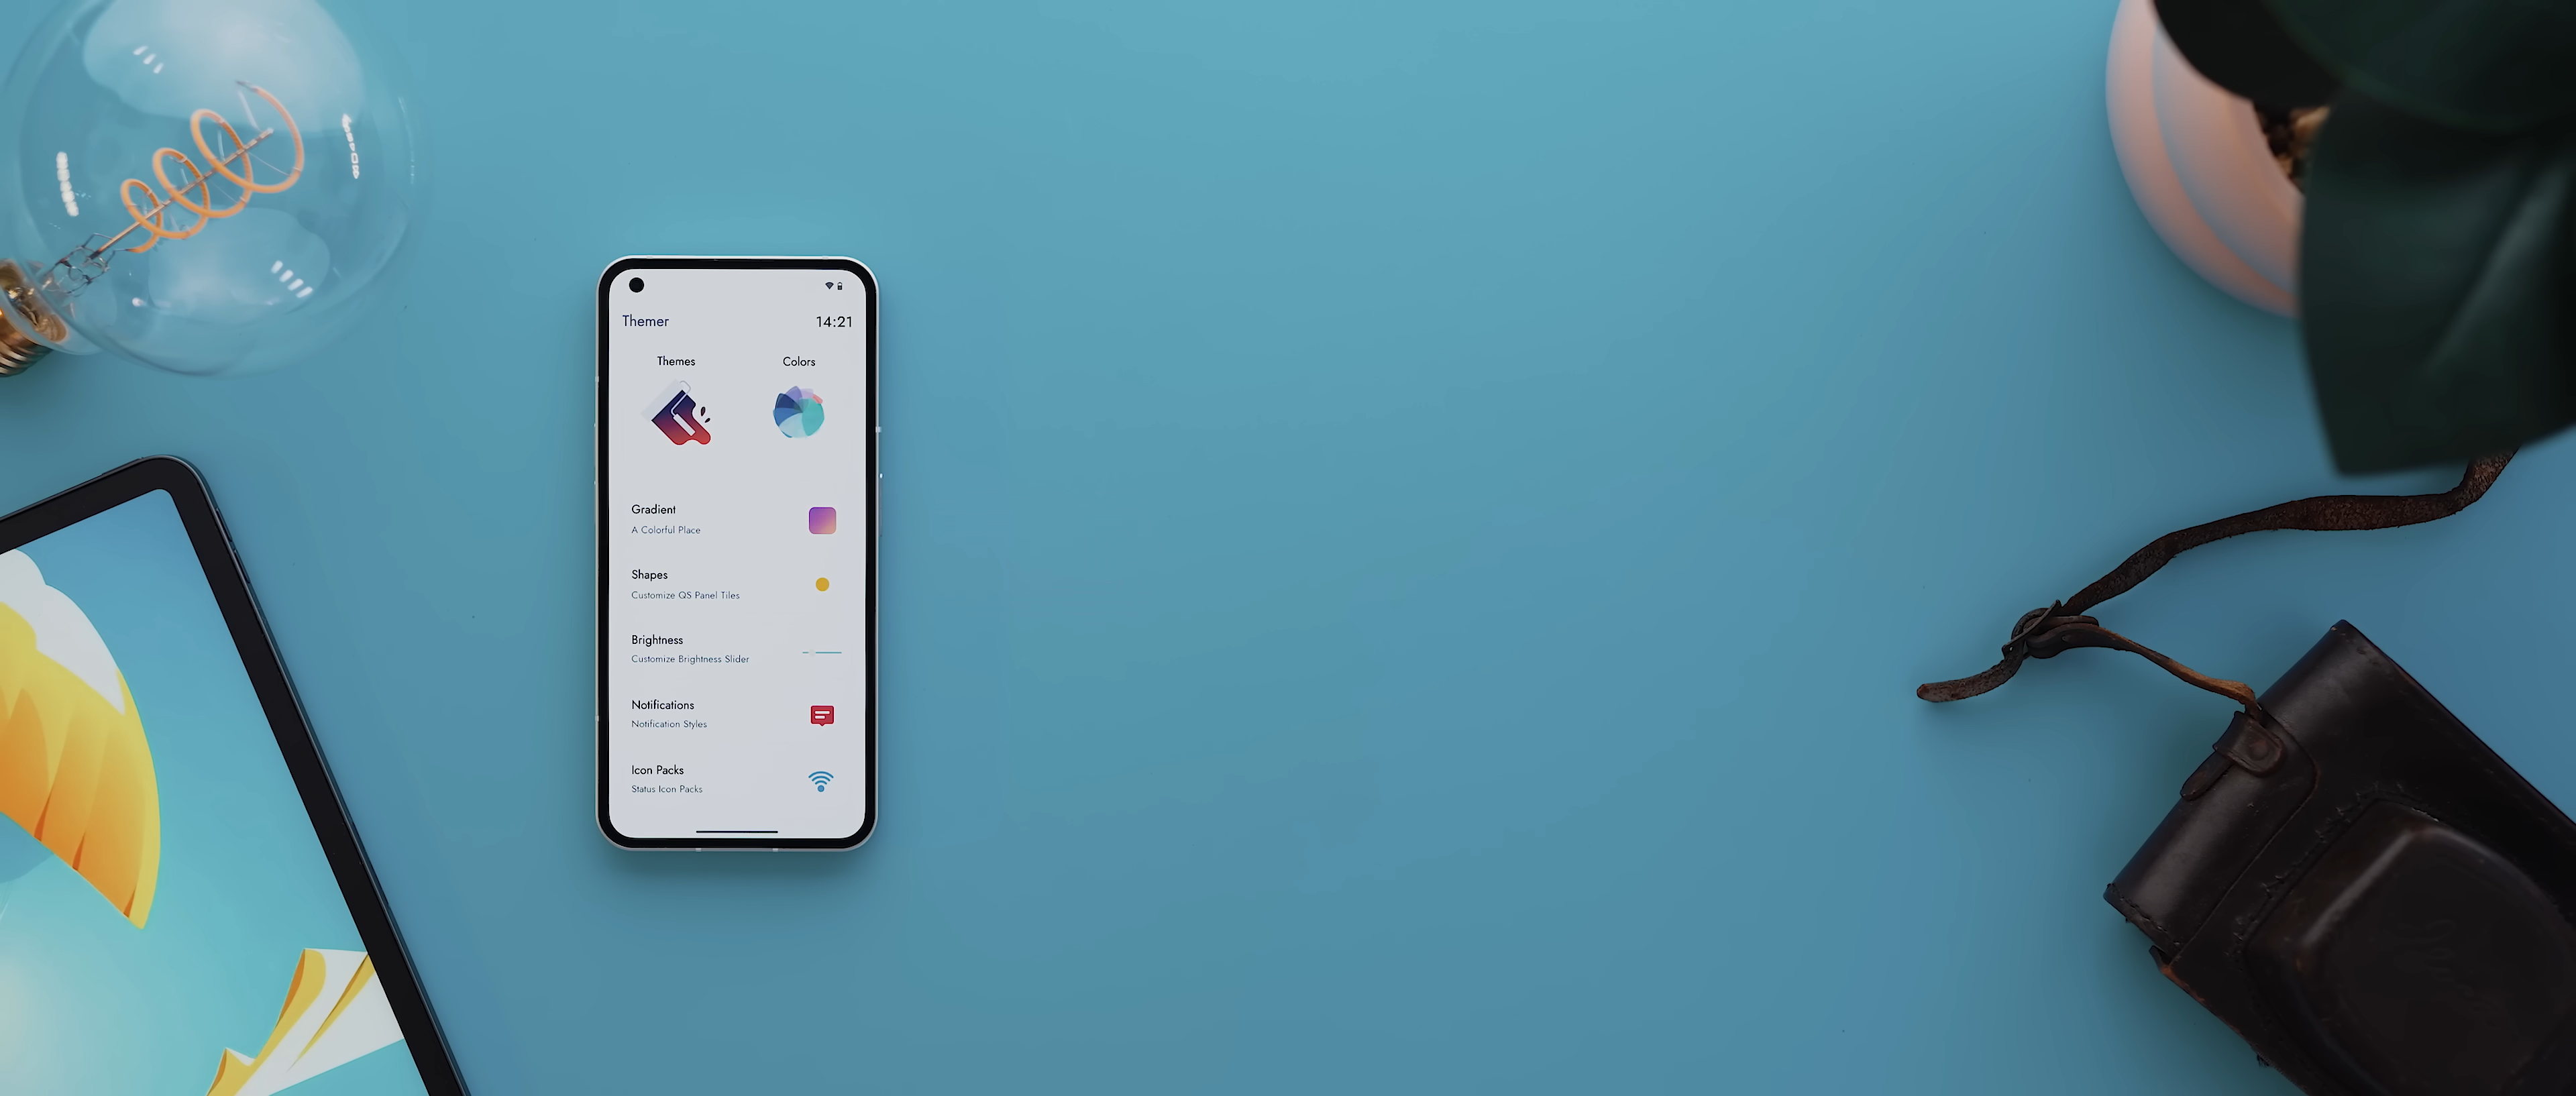 Themer
14:21
Themes
Colors
Gradient
A Colorful Place
Shapes
Customize QS Panel Tiles
Brightness
Customize Brightness Slider
Notifications
Notification Styles
Icon Packs
Status Icon Packs